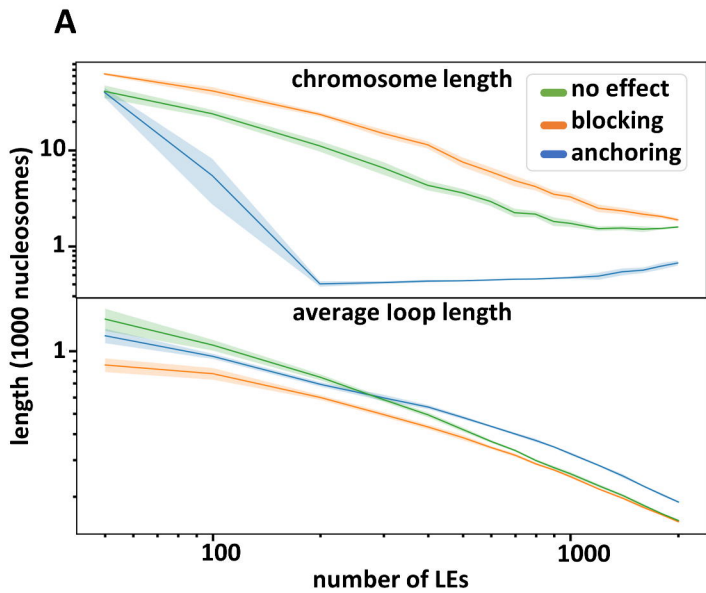 A
chromosome length
no effect
blocking
anchoring
10
1
average loop length
1
length (1000 nucleosomes)
100
1000
number of LEs